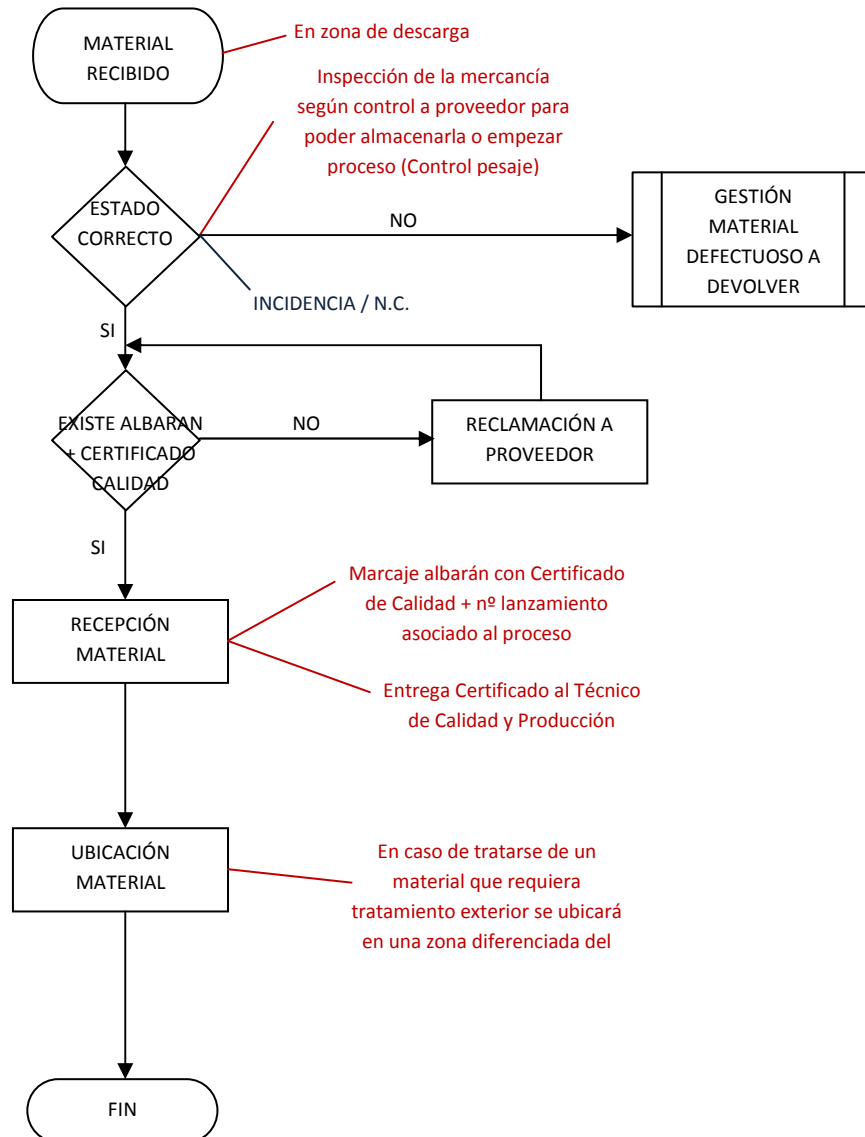 MATERIAL
RECIBIDO
En zona de descarga
Inspección de la mercancía
según control a proveedor para
poder almacenarla o empezar
proceso (Control pesaje)
ESTADO
CORRECTO
NO
GESTIÓN
MATERIAL
DEFECTUOSO A
DEVOLVER
INCIDENCIA / N.C.
SI
EXISTE ALBARAN
+ CERTIFICADO
CALIDAD
NO
RECLAMACIÓN A
PROVEEDOR
SI
Marcaje albarán con Certificado
de Calidad + nº lanzamiento
asociado al proceso
RECEPCIÓN
MATERIAL
Entrega Certificado al Técnico
de Calidad y Producción
UBICACIÓN
MATERIAL
En caso de tratarse de un
material que requiera
tratamiento exterior se ubicará
en una zona diferenciada del
FIN